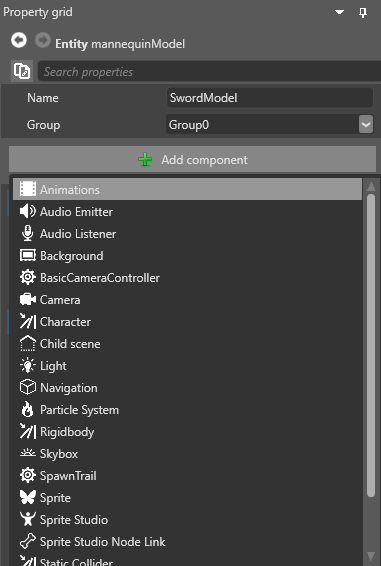 Property grid
Entity mannequinModel
Search properties
Name SwordModel
Group Group0
Add component
Animations
Audio Emitter
Audio Listener
Background
BasicCameraController
Camera
Character
Child scene
Light
Navigation
Particle System
Rigidbody
Skybox
SpawnTrail
Sprite
Sprite Studio
Sprite Studio Node Link
Static Collider